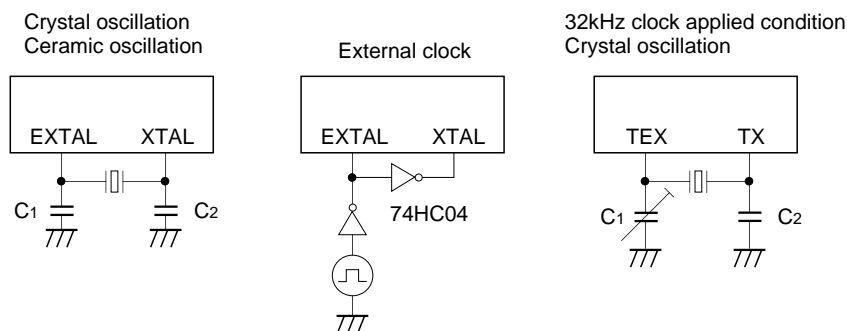 Crystal oscillation
Ceramic oscillation
EXTAL XTAL
C1
C2
External clock
EXTAL XTAL
74HC04
32kHz clock applied condition
Crystal oscillation
TEX TX
C1
C2